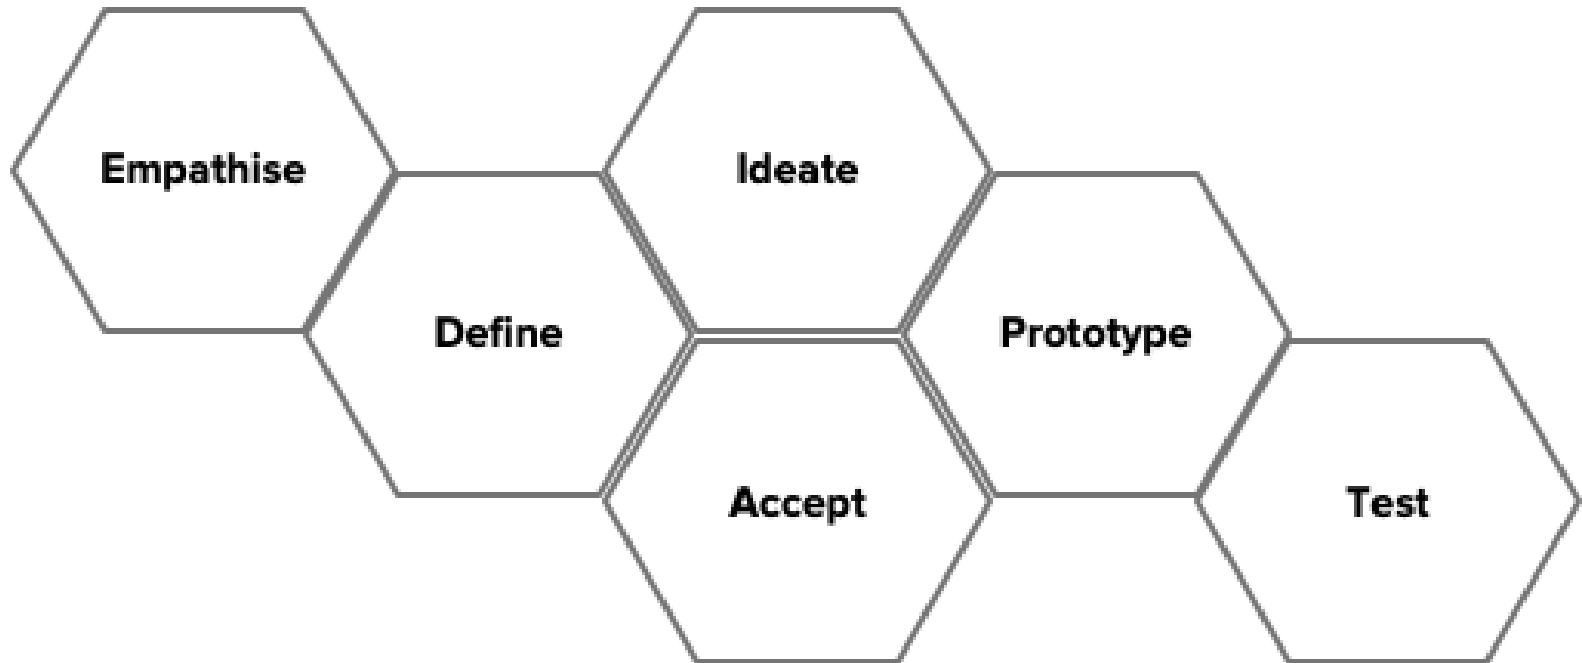 Empathise
Ideate
Define
Prototype
Accept
Test